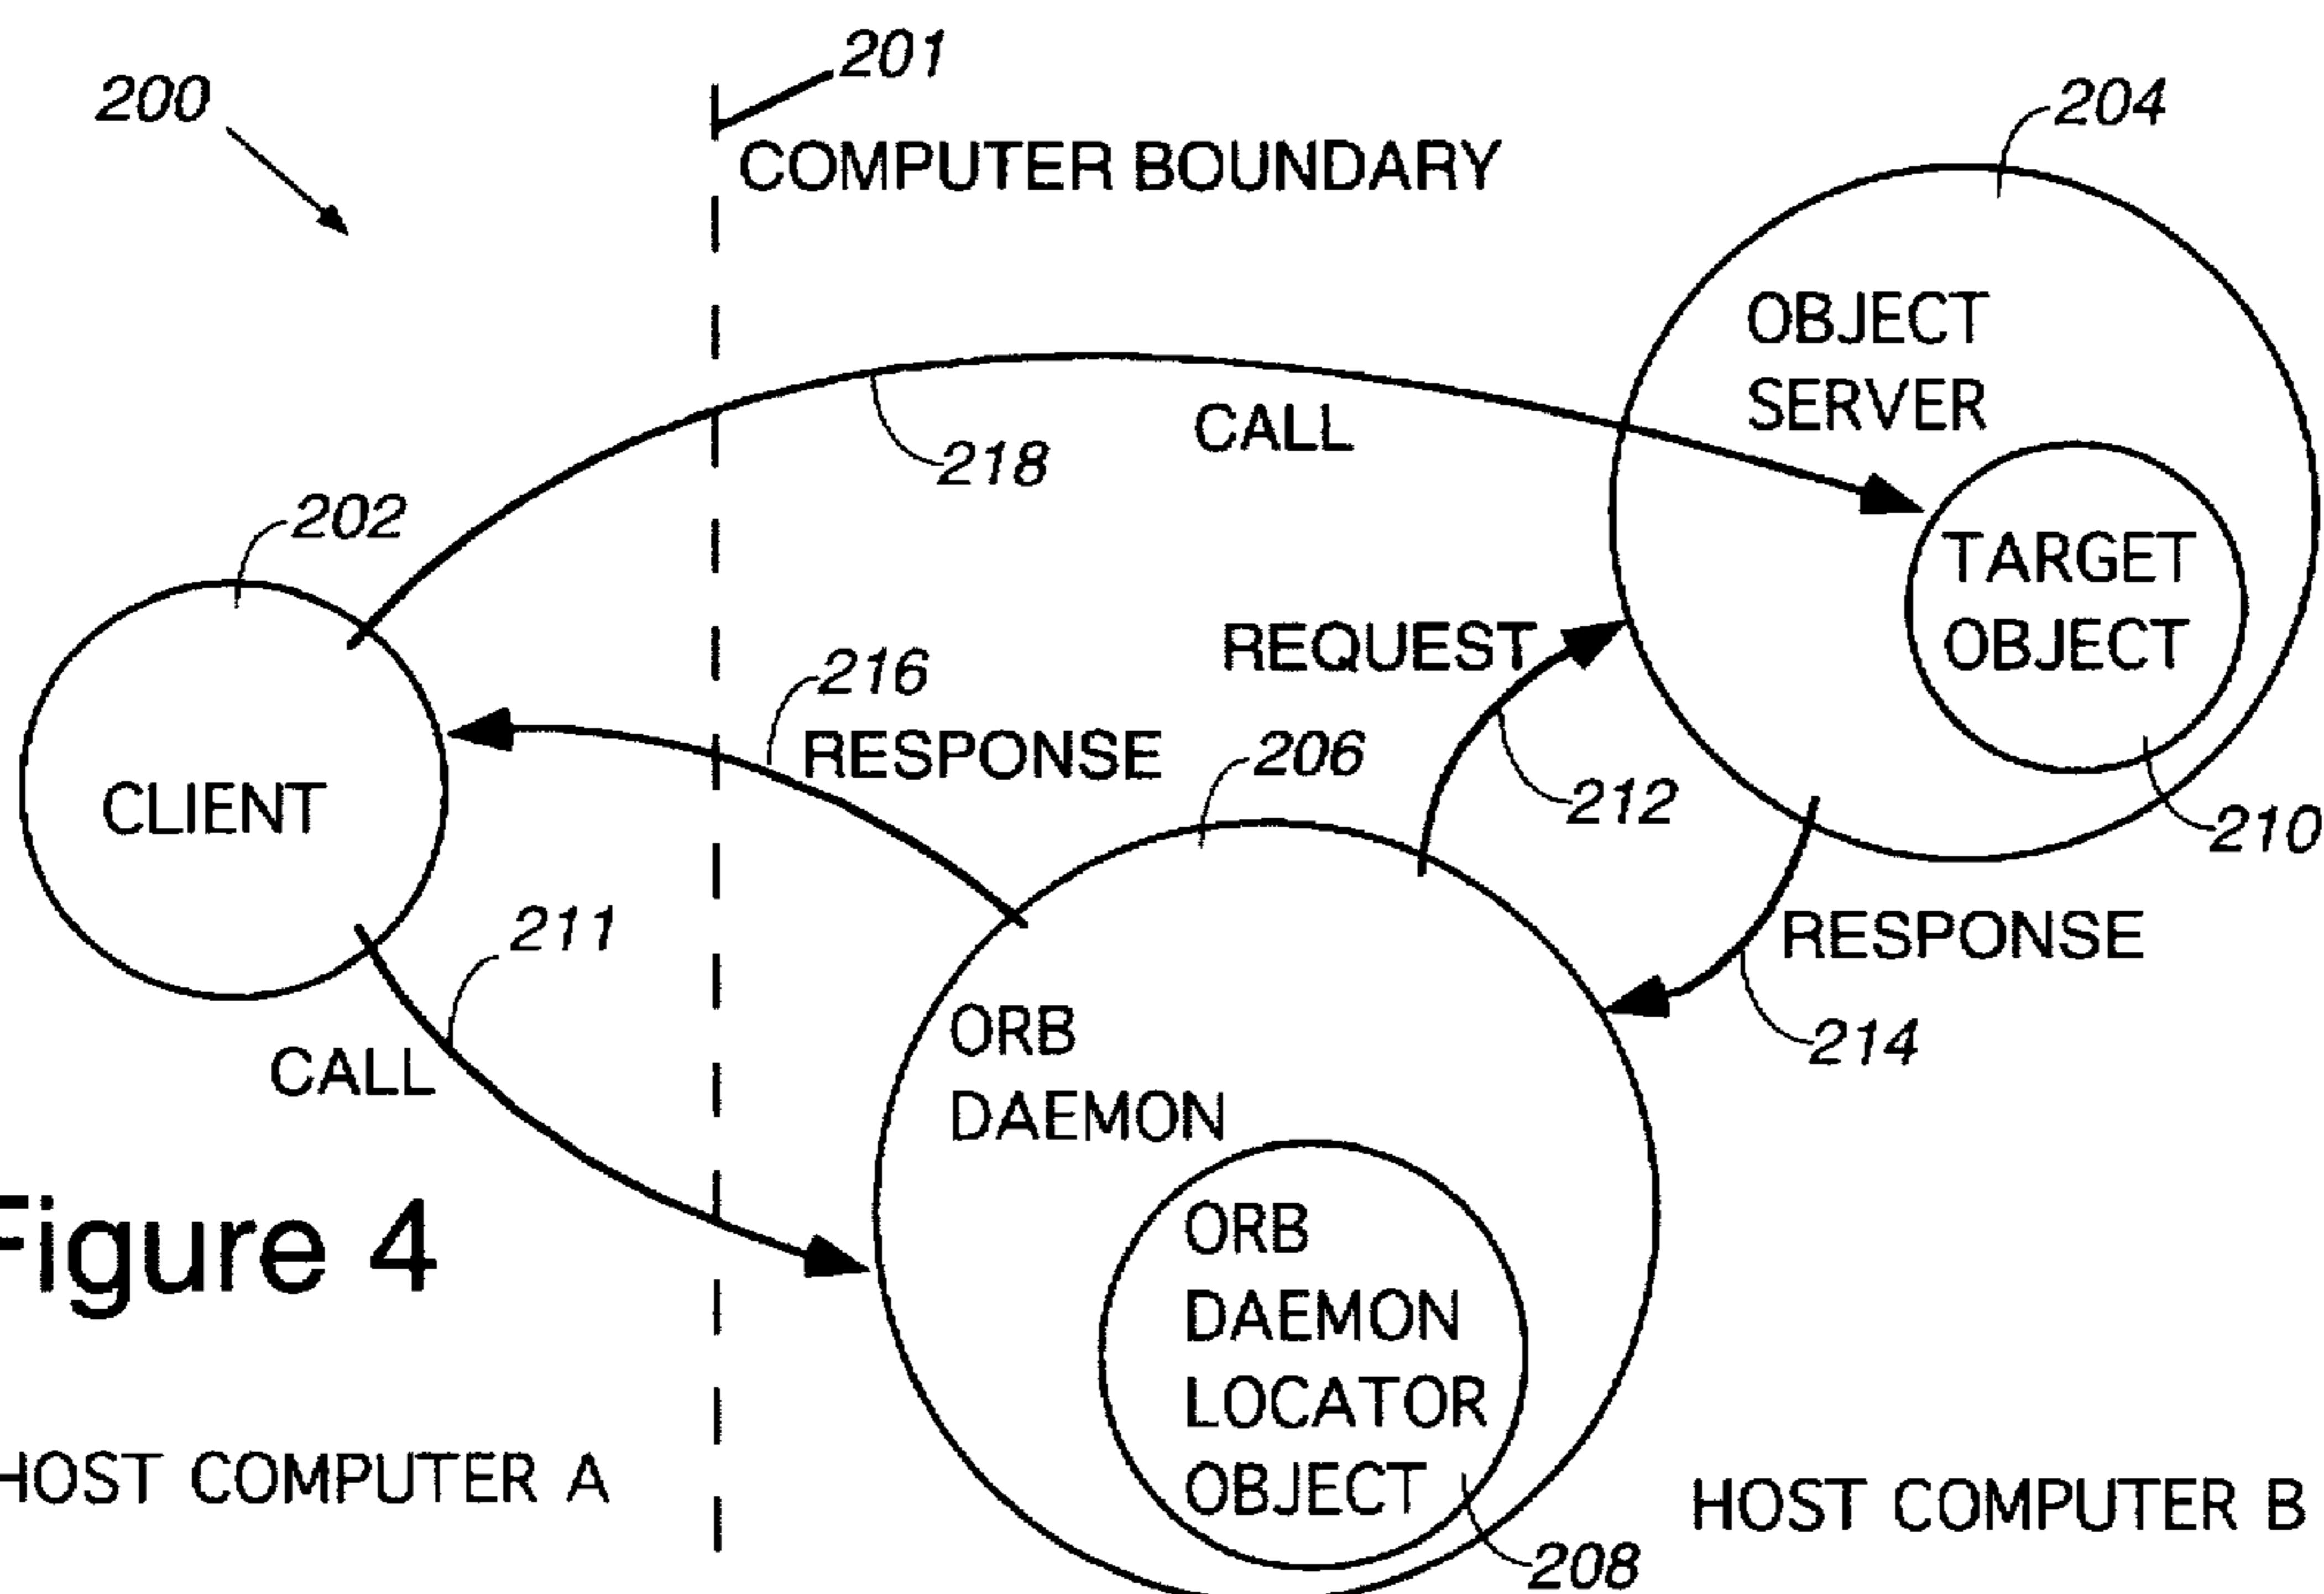 201
200
204
COMPUTER BOUNDARY
OBJECT
SERVER
CALL
218
202
TARGET
OBJECT
REQUEST
216
RESPONSE
206
212
CLIENT
210
211
RESPONSE
ORB
DAEMON
214
CALL
Figure 4
ORB
DAEMON
LOCATOR
OBJECT
HOST COMPUTER A
HOST COMPUTER B
208